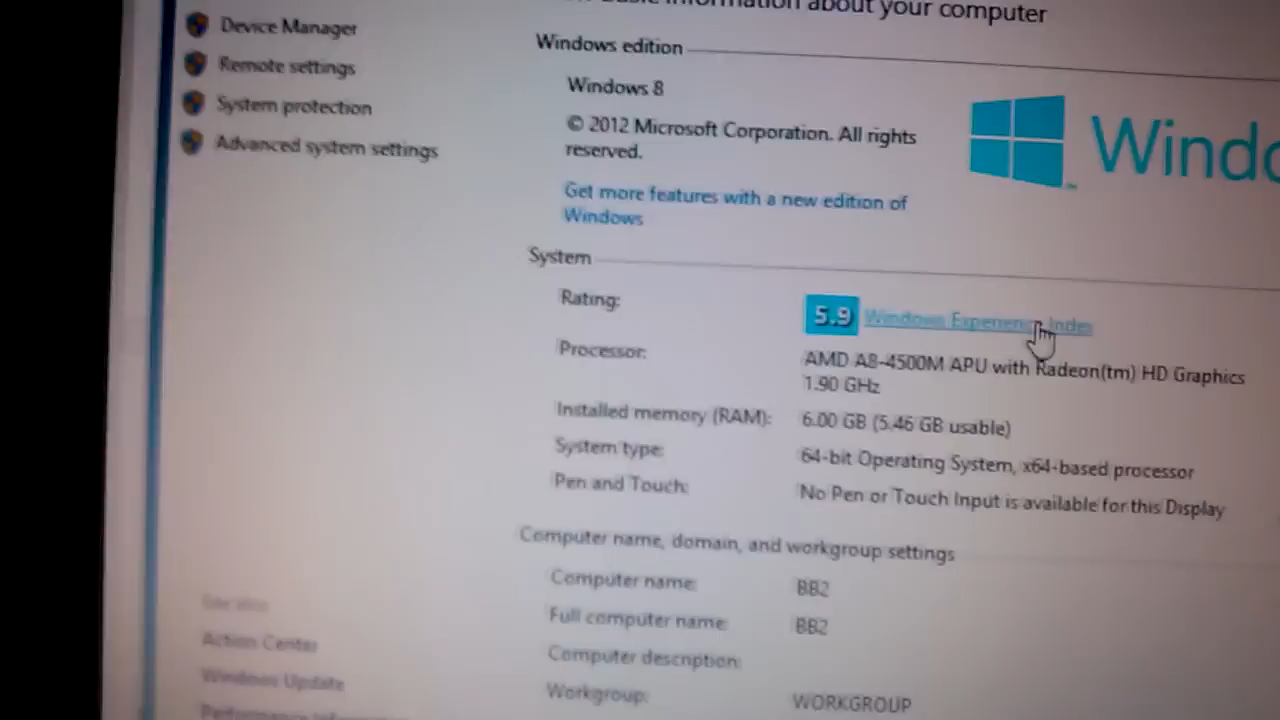 information about your computer
Device Manager
Remote settings
System protection
Advanced system settings
Windows edition
Windows 8
© 2012 Microsoft Corporation. All rights
reserved.
Get more features with a new edition of
Windows
Windo
System
Rating:
5.9 Windows Experience Index
Processor:
AMD A8-4500M APU with Radeon(tm) HD Graphics
1.90 GHz
Installed memory (RAM):
6.00 GB (5.46 GB usable)
System type:
64-bit Operating System, x64-based processor
Pen and Touch:
No Pen or Touch Input is available for this Display
Computer name, domain, and workgroup settings
Computer name:
BB2
Full computer name:
BB2
Computer description:
Workgroup:
WORKGROUP
See also
Action Center
Windows Update
Performance